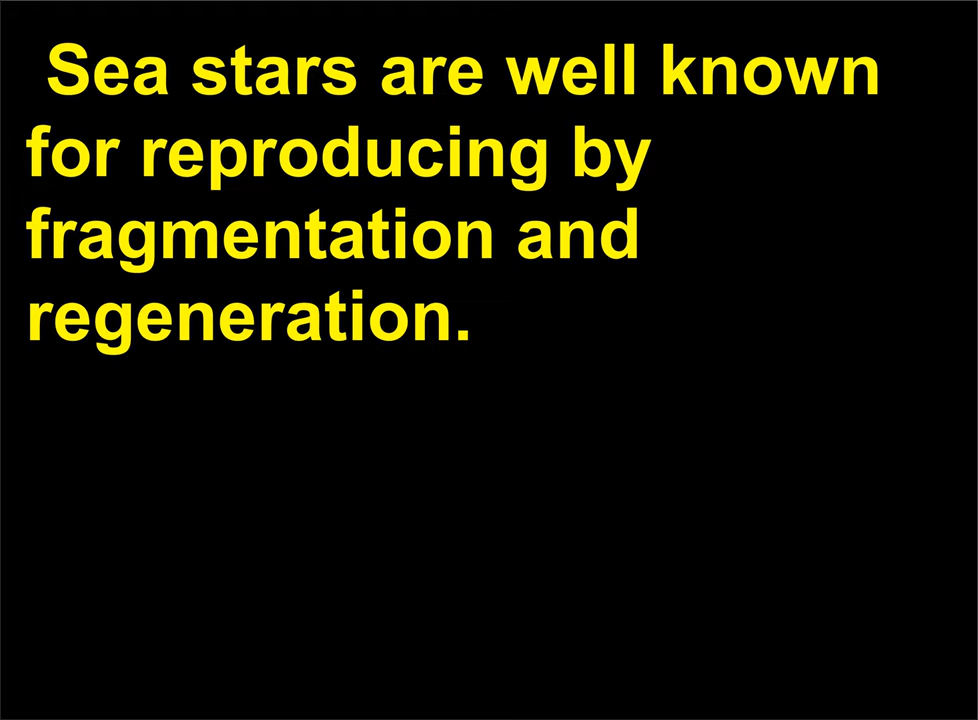 Sea stars are well known
for reproducing by
fragmentation and
regeneration.